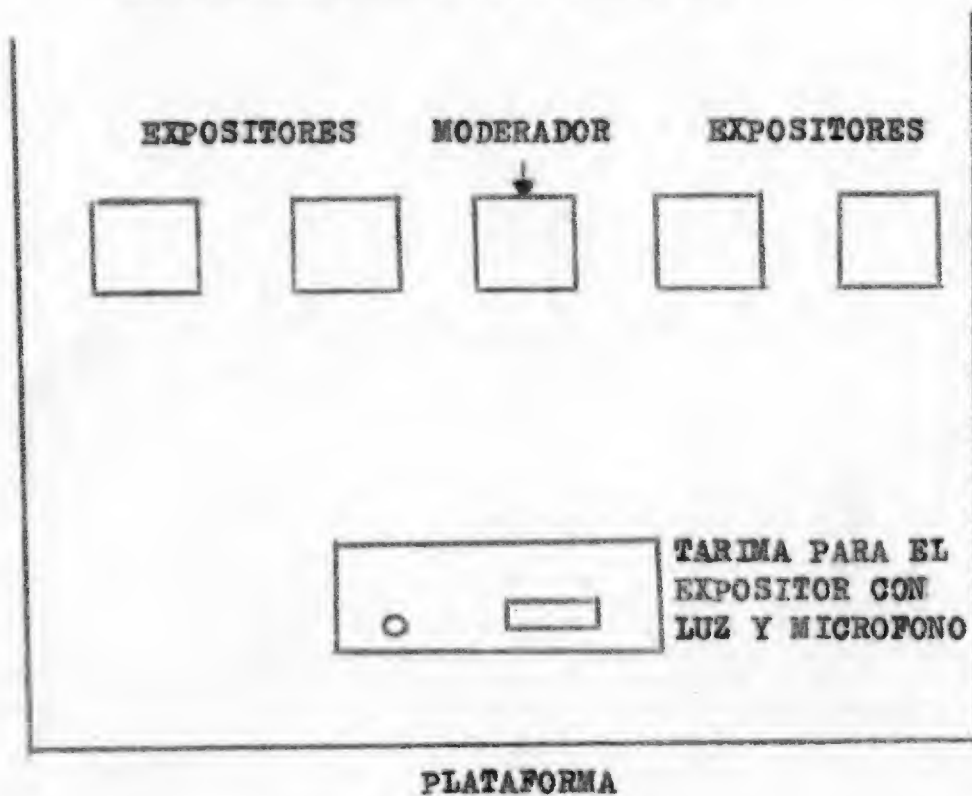 EXPOSITORES MODERADOR EXPOSITORES
TARIMA PARA EL
EXPOSITOR CON
LUZ Y MICROFONO
PLATAFORMA